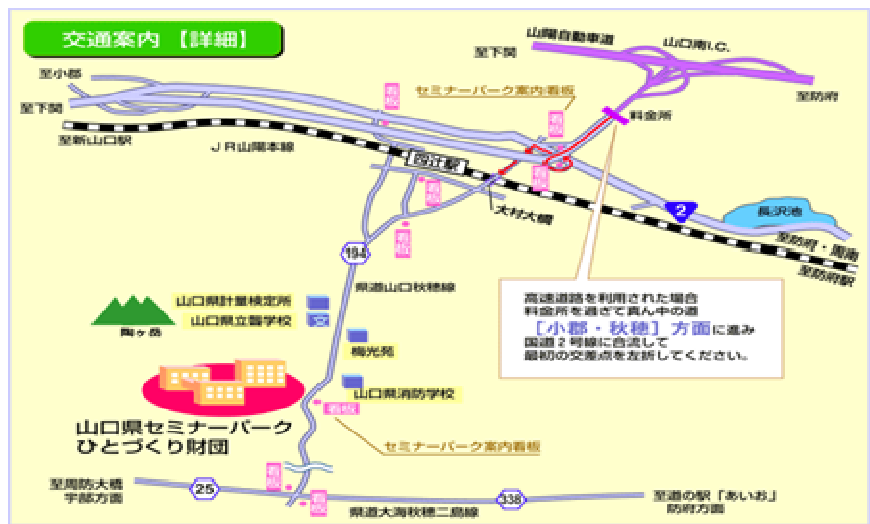 交通案内 【詳細】
山陽自動車道
山口南I.C.
至下関
至防府
至小郡
至下関
看板
セミナーパーク案内看板
看板
料金所
至新山口駅
JR山陽本線
四辻駅
看板
看板
大村大橋
2
長沢池
至防府・周南
至防府駅
看板
194
県道山口秋穂線
高速道路を利用された場合
料金所を過ぎて真ん中の道
[小郡・秋穂]方面に進み
国道2号線に合流して
最初の交差点を左折してください。
山口県計量検定所
山口県立聾学校
文
陶ヶ岳
梅光苑
山口県消防学校
看板
山口県セミナーパーク
ひとづくり財団
セミナーパーク案内看板
看板
至周防大橋
宇部方面
25
看板
県道大海秋穂二島線
338
至道の駅「あいお」
防府方面